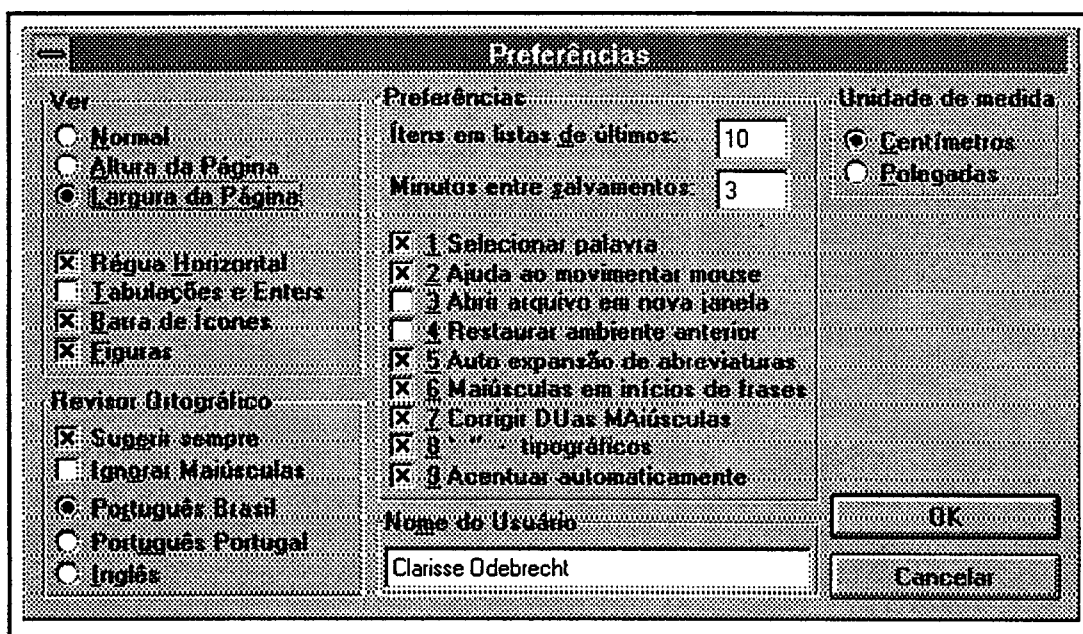 Preferências
Ver
Normal
Altura da Página
Largura da Página
Régua Horizontal
Tabulações e Enters
Barra de Ícones
Figuras
Revisor Ortográfico
Sugerir sempre
Ignorar Maiúsculas
Português Brasil
Português Portugal
Inglês
Preferências
Ítens em listas de últimos: 10
Minutos entre salvamentos: 3
1 Selecionar palavra
2 Ajuda ao movimentar mouse
3 Abrir arquivo em nova janela
4 Restaurar ambiente anterior
5 Auto expansão de abreviaturas
6 Maiúsculas em inícios de frases
7 Corrigir DUas MAiúsculas
8 ' " - tipográficos
9 Acentuar automaticamente
Nome do Usuário
Clarisse Odebrecht
Unidade de medida
Centímetros
Polegadas
OK
Cancelar